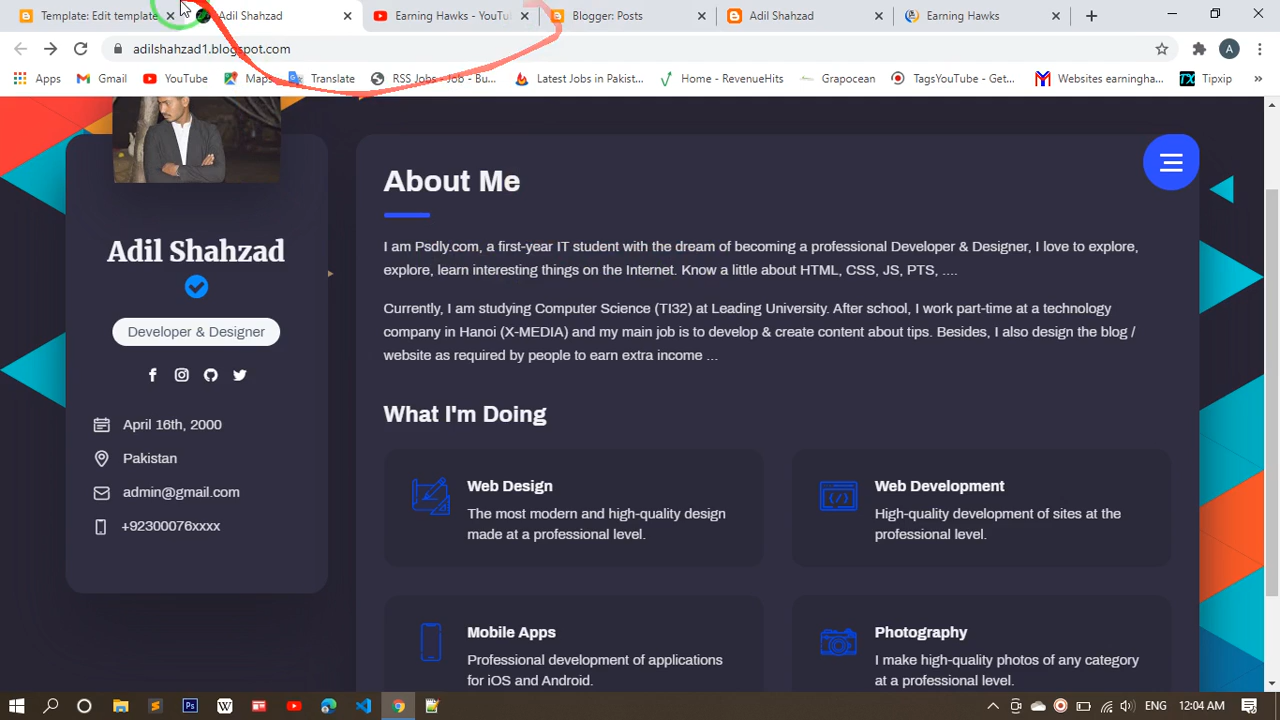 Template: Edit template
Adil Shahzad
Earning Hawks - YouTu
Blogger: Posts
Adil Shahzad
Earning Hawks
adilshahzad1.blogspot.com
A
Apps
Gmail
YouTube
Maps
Translate
RSS Jobs - Job - Bu...
Latest Jobs in Pakist...
Home - RevenueHits
Grapocean
TagsYouTube - Get...
Websites earningha...
Tipxip
Adil Shahzad
Developer & Designer
April 16th, 2000
Pakistan
admin@gmail.com
+92300076xxxx
About Me
I am Psdly.com, a first-year IT student with the dream of becoming a professional Developer & Designer, I love to explore,
explore, learn interesting things on the Internet. Know a little about HTML, CSS, JS, PTS, ....
Currently, I am studying Computer Science (TI32) at Leading University. After school, I work part-time at a technology
company in Hanoi (X-MEDIA) and my main job is to develop & create content about tips. Besides, I also design the blog /
website as required by people to earn extra income ...
What I'm Doing
Web Design
The most modern and high-quality design
made at a professional level.
Web Development
High-quality development of sites at the
professional level.
Mobile Apps
Professional development of applications
for iOS and Android.
Photography
I make high-quality photos of any category
at a professional level.
ENG
12:04 AM